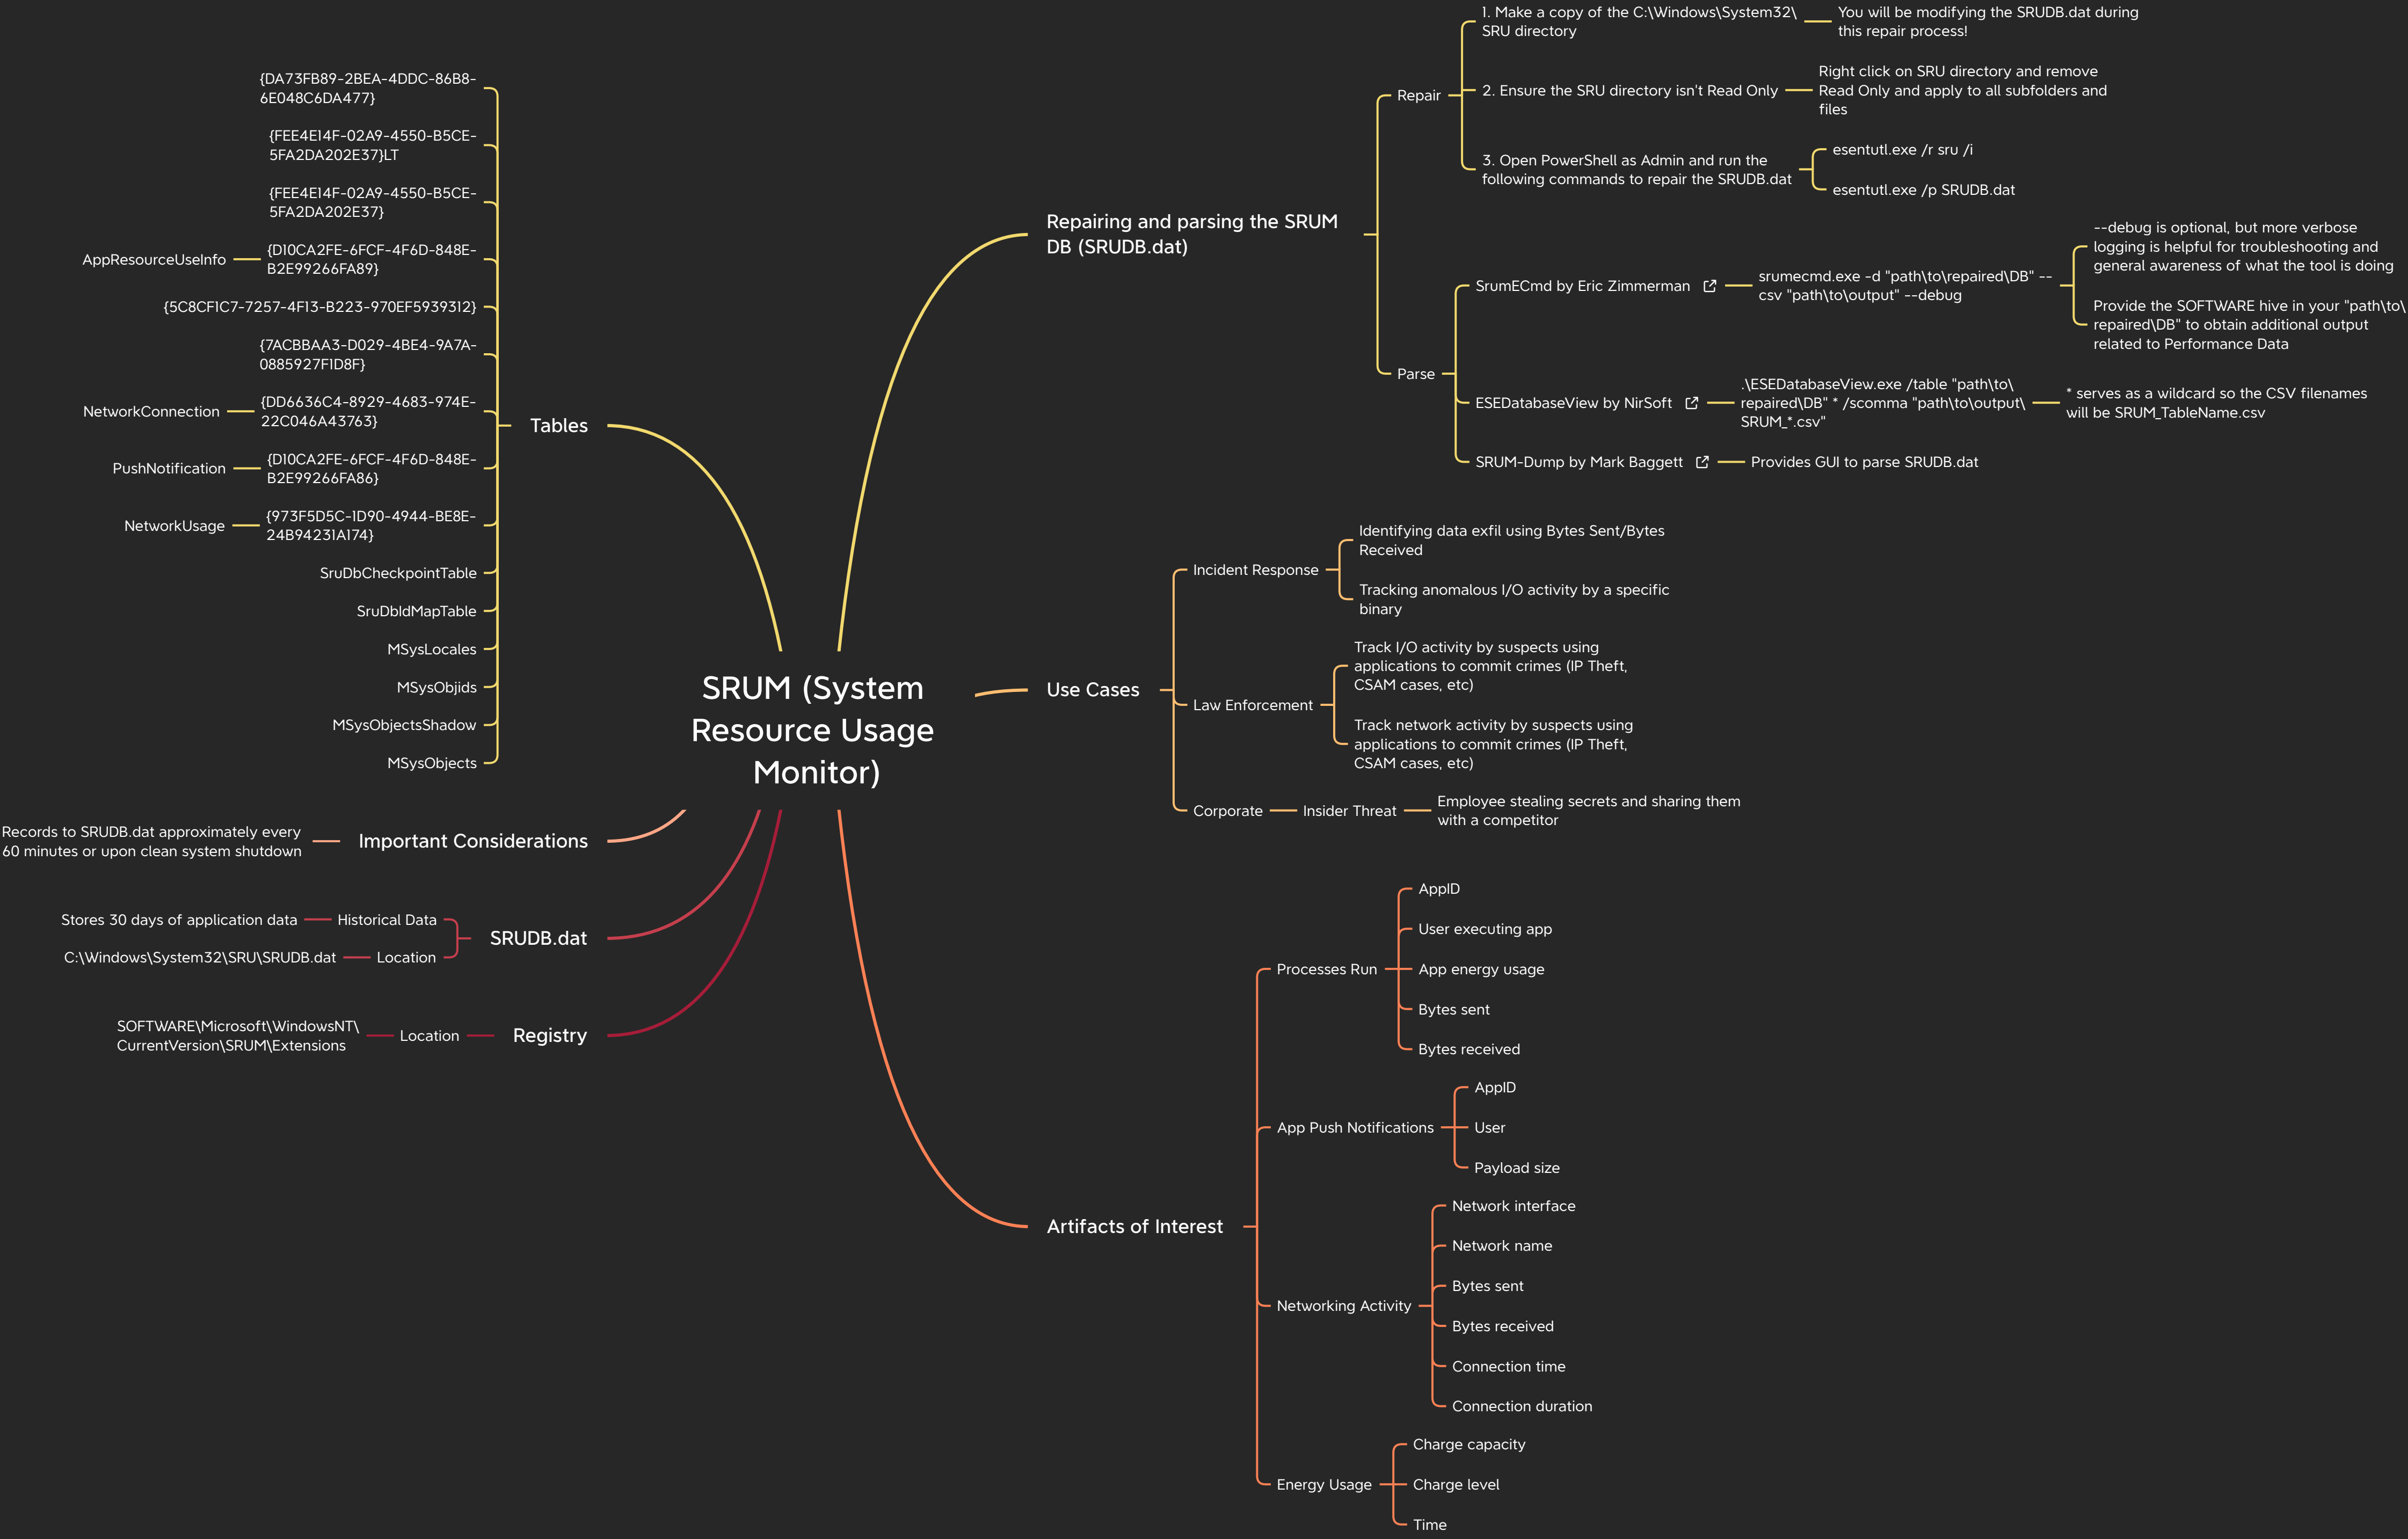 SRUM (System
Resource Usage
Monitor)
Repairing and parsing the SRUM
DB (SRUDB.dat)
Repair
1. Make a copy of the C:\Windows\System32\
SRU directory
You will be modifying the SRUDB.dat during
this repair process!
2. Ensure the SRU directory isn't Read Only
Right click on SRU directory and remove
Read Only and apply to all subfolders and
files
3. Open PowerShell as Admin and run the
following commands to repair the SRUDB.dat
esentutl.exe /r sru /i
esentutl.exe /p SRUDB.dat
Parse
SrumECmd by Eric Zimmerman
srumecmd.exe -d "path\to\repaired\DB" --
csv "path\to\output" --debug
--debug is optional, but more verbose
logging is helpful for troubleshooting and
general awareness of what the tool is doing
Provide the SOFTWARE hive in your "path\to\
repaired\DB" to obtain additional output
related to Performance Data
ESEDatabaseView by NirSoft
.\ESEDatabaseView.exe /table "path\to\
repaired\DB" * /scomma "path\to\output\
SRUM_*.csv"
* serves as a wildcard so the CSV filenames
will be SRUM_TableName.csv
SRUM-Dump by Mark Baggett
Provides GUI to parse SRUDB.dat
Use Cases
Incident Response
Identifying data exfil using Bytes Sent/Bytes
Received
Tracking anomalous I/O activity by a specific
binary
Law Enforcement
Track I/O activity by suspects using
applications to commit crimes (IP Theft,
CSAM cases, etc)
Track network activity by suspects using
applications to commit crimes (IP Theft,
CSAM cases, etc)
Corporate
Insider Threat
Employee stealing secrets and sharing them
with a competitor
Artifacts of Interest
Processes Run
AppID
User executing app
App energy usage
Bytes sent
Bytes received
App Push Notifications
AppID
User
Payload size
Networking Activity
Network interface
Network name
Bytes sent
Bytes received
Connection time
Connection duration
Energy Usage
Charge capacity
Charge level
Time
Tables
{DA73FB89-2BEA-4DDC-86B8-
6E048C6DA477}
{FEE4E14F-02A9-4550-B5CE-
5FA2DA202E37}LT
{FEE4E14F-02A9-4550-B5CE-
5FA2DA202E37}
{D10CA2FE-6FCF-4F6D-848E-
B2E99266FA89}
AppResourceUseInfo
{5C8CF1C7-7257-4F13-B223-970EF5939312}
{7ACBBAA3-D029-4BE4-9A7A-
0885927F1D8F}
{DD6636C4-8929-4683-974E-
22C046A43763}
NetworkConnection
{D10CA2FE-6FCF-4F6D-848E-
B2E99266FA86}
PushNotification
{973F5D5C-1D90-4944-BE8E-
24B94231A174}
NetworkUsage
SruDbCheckpointTable
SruDbIdMapTable
MSysLocales
MSysObjids
MSysObjectsShadow
MSysObjects
Important Considerations
Records to SRUDB.dat approximately every
60 minutes or upon clean system shutdown
SRUDB.dat
Historical Data
Stores 30 days of application data
Location
C:\Windows\System32\SRU\SRUDB.dat
Registry
Location
SOFTWARE\Microsoft\WindowsNT\
CurrentVersion\SRUM\Extensions